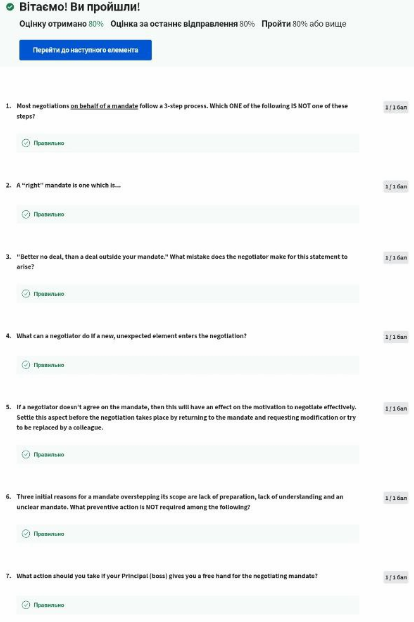 Вітаємо! Ви пройшли!
Оцінку отримано 80% Оцінка за останнє відправлення 80% Пройти 80% або вище
Перейти до наступного елемента
1. Most negotiations on behalf of a mandate follow a 3-step process. Which ONE of the following IS NOT one of these
steps?
1 / 1 бал
Правильно
2. A "right" mandate is one which is...
1 / 1 бал
Правильно
3. "Better no deal, than a deal outside your mandate." What mistake does the negotiator make for this statement to
arise?
1 / 1 бал
Правильно
4. What can a negotiator do if a new, unexpected element enters the negotiation?
1 / 1 бал
Правильно
5. If a negotiator doesn't agree on the mandate, then this will have an effect on the motivation to negotiate effectively.
Settle this aspect before the negotiation takes place by returning to the mandate and requesting modification or try
to be replaced by a colleague.
1 / 1 бал
Правильно
6. Three initial reasons for a mandate overstepping its scope are lack of preparation, lack of understanding and an
unclear mandate. What preventive action is NOT required among the following?
1 / 1 бал
Правильно
7. What action should you take if your Principal (boss) gives you a free hand for the negotiating mandate?
1 / 1 бал
Правильно